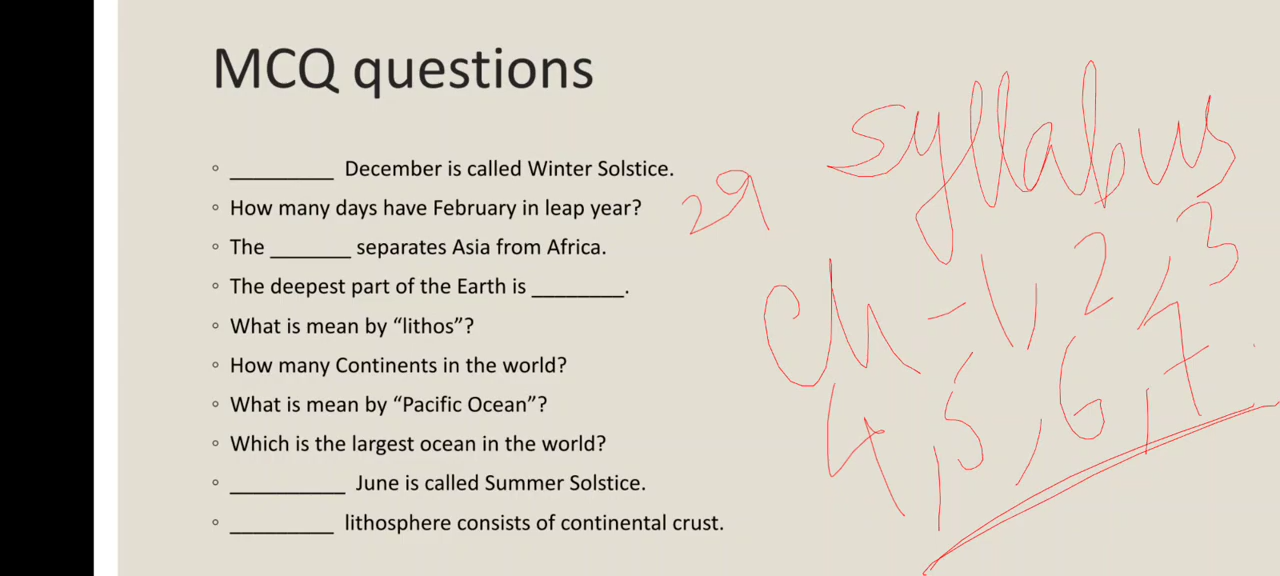 MCQ questions
◦ __________ December is called Winter Solstice.
◦ How many days have February in leap year? 29
◦ The ________ separates Asia from Africa.
◦ The deepest part of the Earth is _________.
◦ What is mean by “lithos”?
◦ How many Continents in the world?
◦ What is mean by “Pacific Ocean”?
◦ Which is the largest ocean in the world?
◦ ___________ June is called Summer Solstice.
◦ __________ lithosphere consists of continental crust.
Syllabus
Ch - 1, 2, 3
4, 5, 6, 7